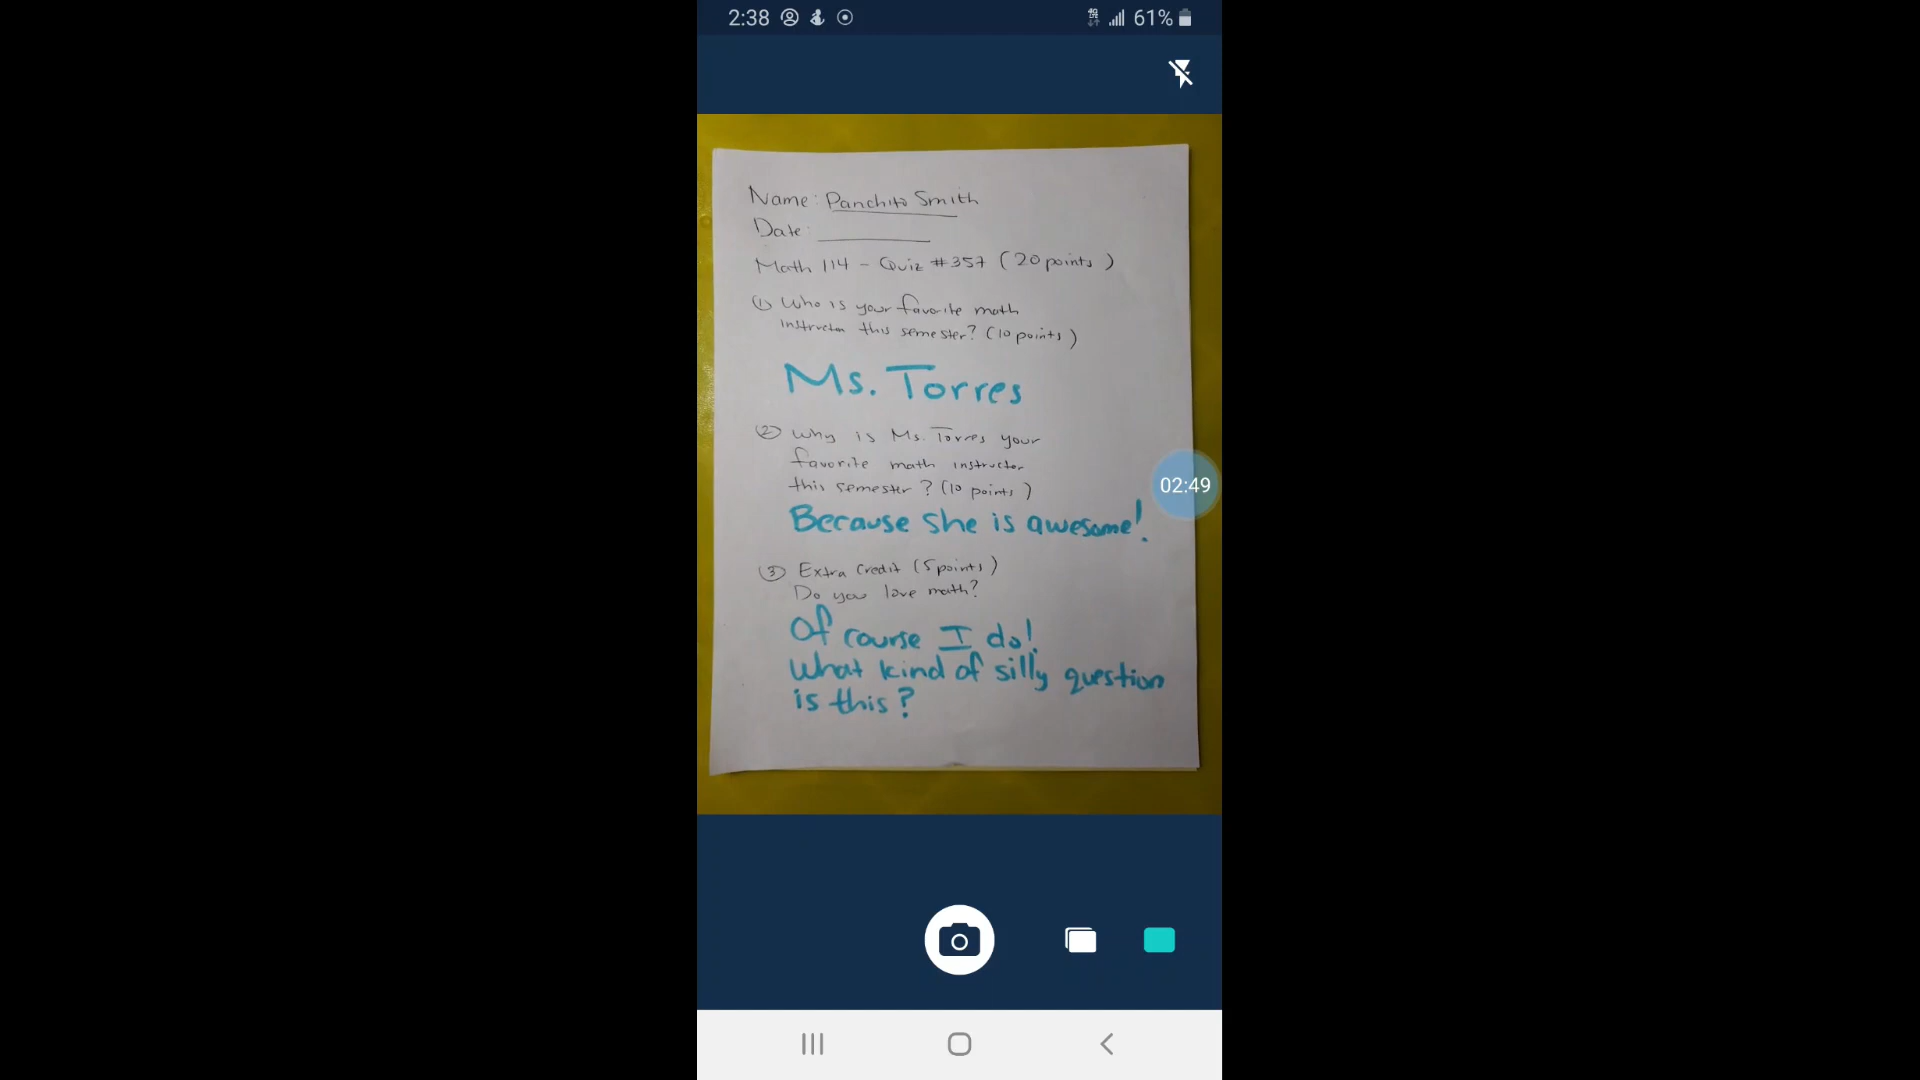 2:38
61%
Name: Panchito Smith
Date:
Math 114 - Quiz #357 (20 points)
① Who is your favorite math
instructor this semester? (10 points)
Ms. Torres
② Why is Ms. Torres your
favorite math instructor
this semester? (10 points)
02:49
Because she is awesome!
③ Extra Credit (5 points)
Do you love math?
Of course I do!
What kind of silly question
is this?